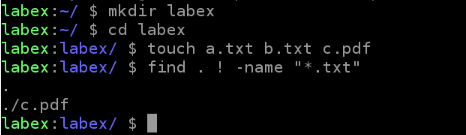 labex:~/ $ mkdir labex
labex:~/ $ cd labex
labex:labex/ $ touch a.txt b.txt c.pdf
labex:labex/ $ find . ! -name "*.txt"
.
./c.pdf
labex:labex/ $